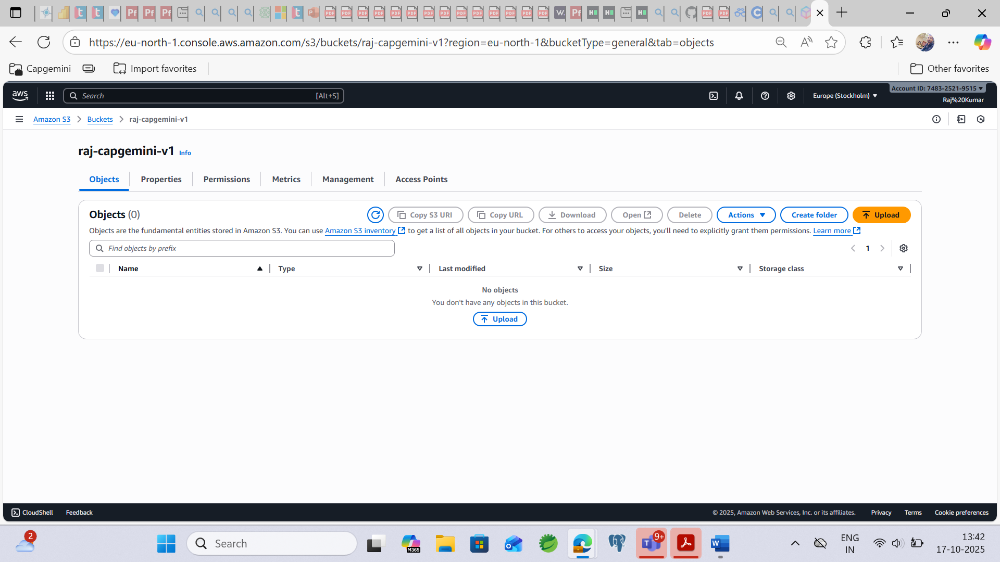 https://eu-north-1.console.aws.amazon.com/s3/buckets/raj-capgemini-v1?region=eu-north-1&bucketType=general&tab=objects
Capgemini
Import favorites
Other favorites
aws
Search
[Alt+S]
Europe (Stockholm)
Account ID: 7483-2521-9515
Raj%20Kumar
Amazon S3
Buckets
raj-capgemini-v1
raj-capgemini-v1 Info
Objects
Properties
Permissions
Metrics
Management
Access Points
Objects (0)
Copy S3 URI
Copy URL
Download
Open
Delete
Actions
Create folder
Upload
Objects are the fundamental entities stored in Amazon S3. You can use Amazon S3 inventory to get a list of all objects in your bucket. For others to access your objects, you'll need to explicitly grant them permissions. Learn more
Find objects by prefix
1
Name
Type
Last modified
Size
Storage class
No objects
You don't have any objects in this bucket.
Upload
CloudShell
Feedback
© 2025, Amazon Web Services, Inc. or its affiliates.
Privacy
Terms
Cookie preferences
2
Search
M365
9+
ENG
IN
13:42
17-10-2025